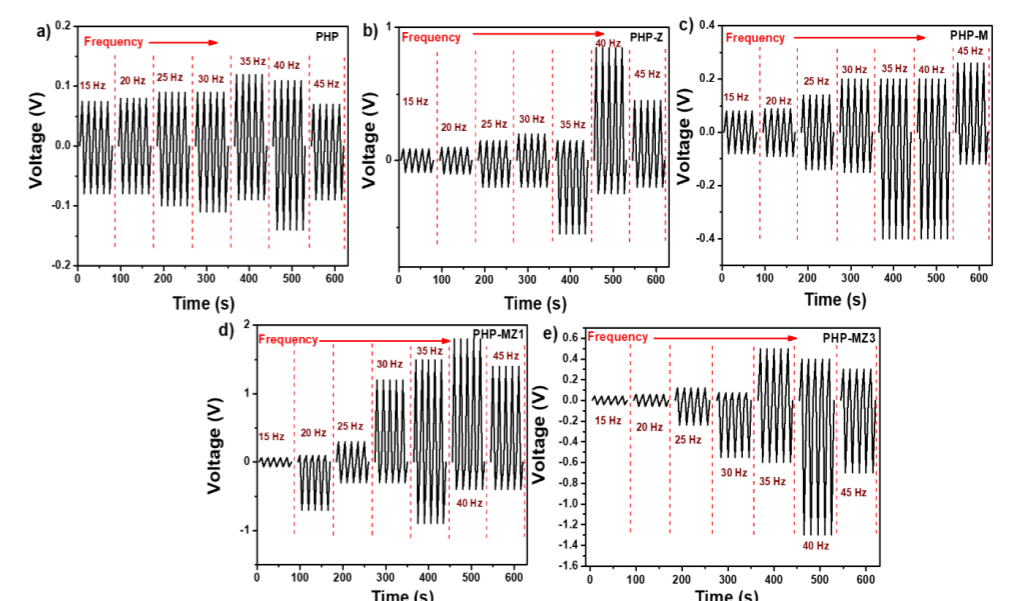 a)
PHP
Frequency
15 Hz
20 Hz
25 Hz
30 Hz
35 Hz
40 Hz
45 Hz
0.2
0.1
0.0
-0.1
-0.2
Voltage (V)
0 100 200 300 400 500 600
Time (s)
b)
PHP-Z
Frequency
15 Hz
20 Hz
25 Hz
30 Hz
35 Hz
40 Hz
45 Hz
1
0
Voltage (V)
0 100 200 300 400 500 600
Time (s)
c)
PHP-M
Frequency
15 Hz
20 Hz
25 Hz
30 Hz
35 Hz
40 Hz
45 Hz
0.4
0.2
0.0
-0.2
-0.4
Voltage (V)
0 100 200 300 400 500 600
Time (s)
d)
PHP-MZ1
Frequency
15 Hz
20 Hz
25 Hz
30 Hz
35 Hz
40 Hz
45 Hz
2
1
0
-1
Voltage (V)
0 100 200 300 400 500 600
Time (s)
e)
PHP-MZ3
Frequency
15 Hz
20 Hz
25 Hz
30 Hz
35 Hz
40 Hz
45 Hz
0.6
0.4
0.2
0.0
-0.2
-0.4
-0.6
-0.8
-1.0
-1.2
-1.4
-1.6
Voltage (V)
0 100 200 300 400 500 600
Time (s)